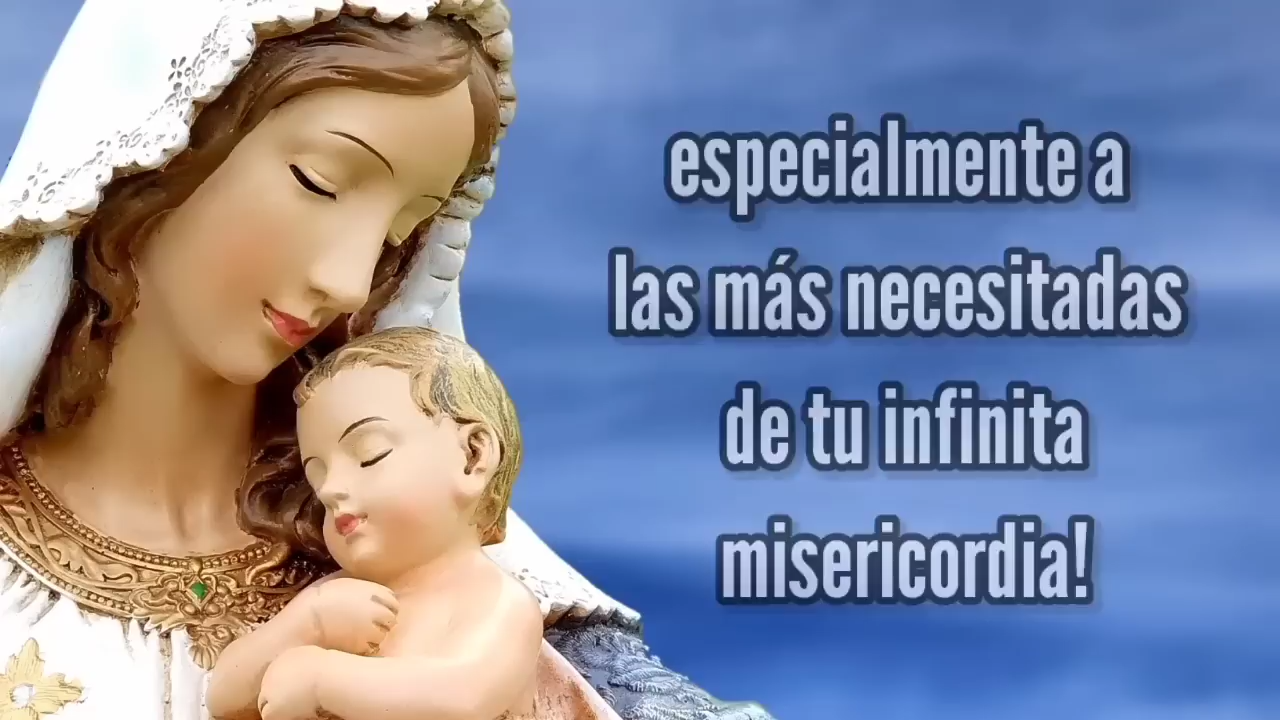 especialmente a
las más necesitadas
de tu infinita
misericordia!